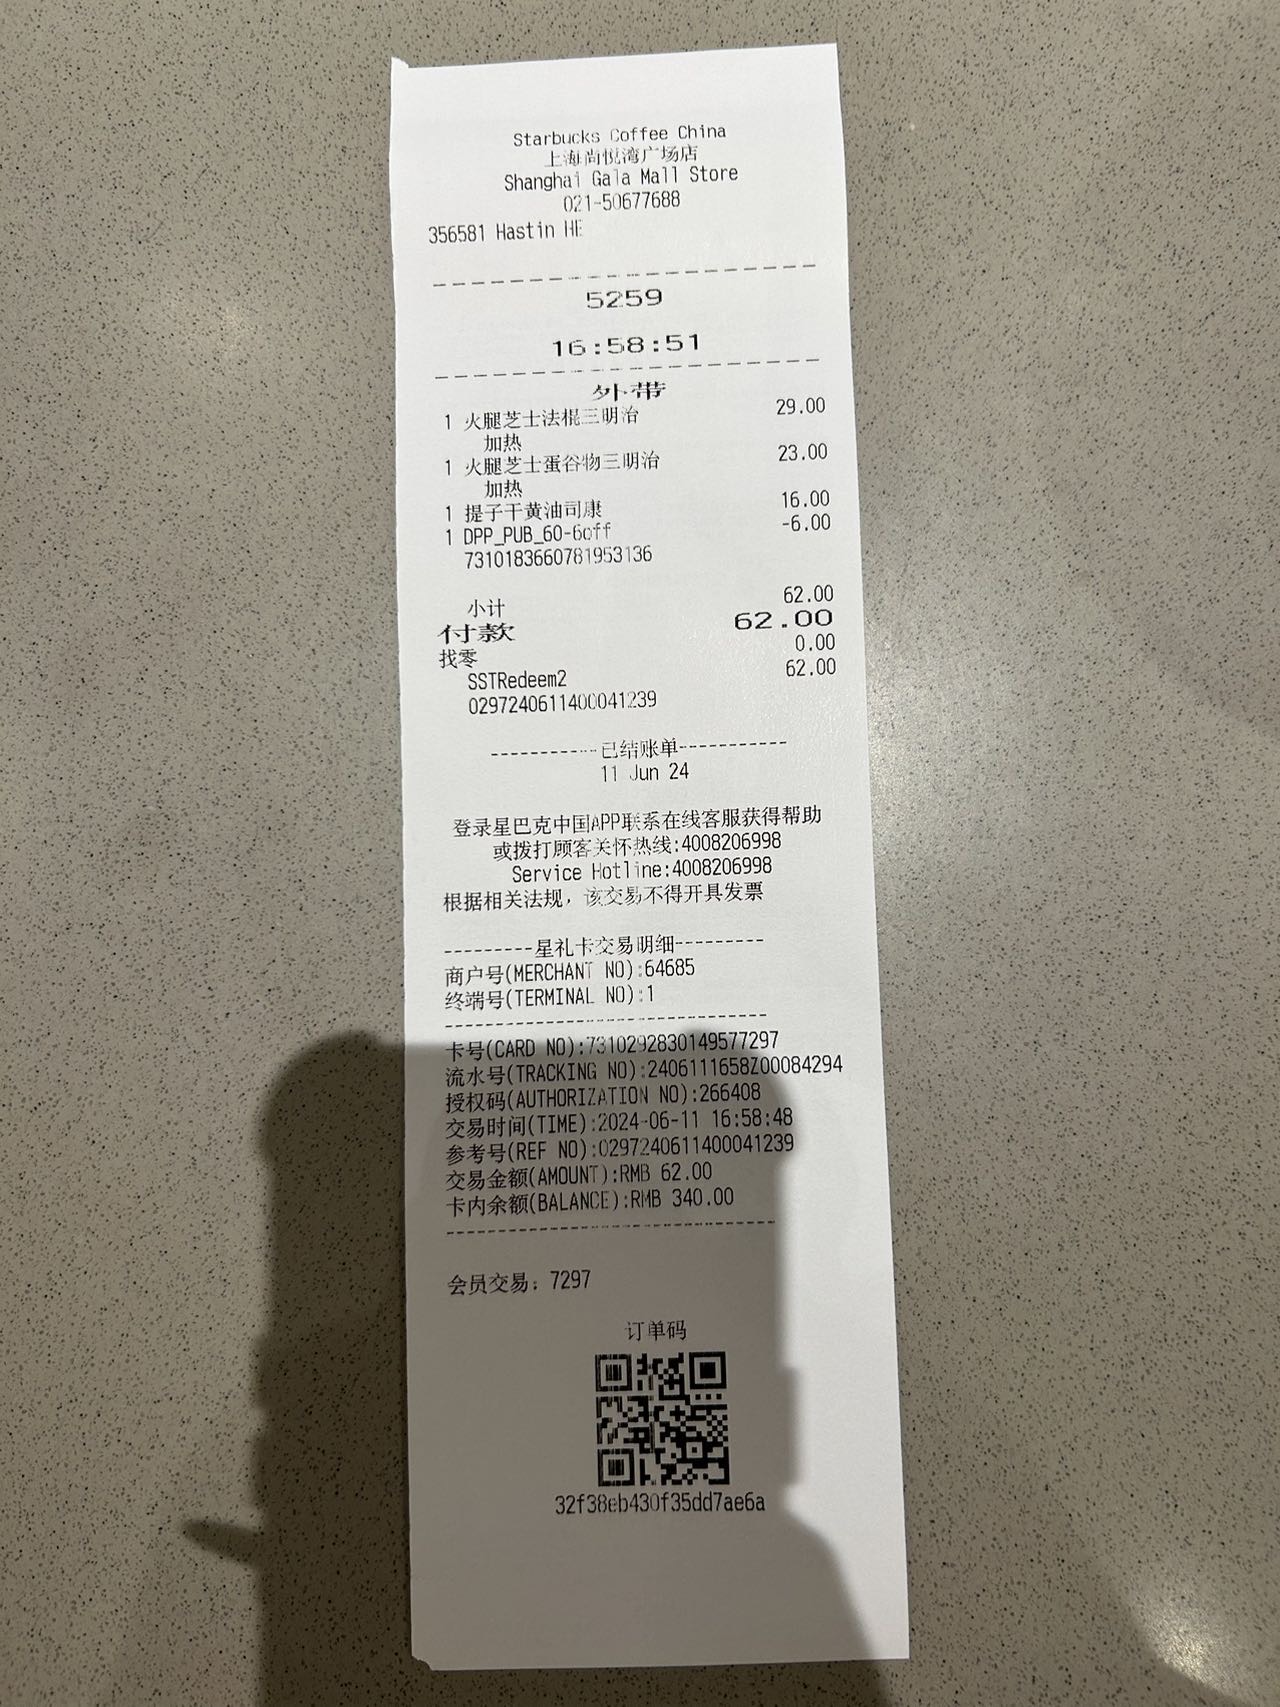 Starbucks Coffee China
上海尚悦湾广场店
Shanghai Gala Mall Store
021-50677688
356581 Hastin HE
5259
16:58:51
外带
1 火腿芝士法棍三明治 29.00
加热
1 火腿芝士蛋谷物三明治 23.00
加热
1 提子干黄油司康 16.00
1 DPP_PUB_60-6off -6.00
7310183660781953136
小计 62.00
付款 62.00
找零 0.00
SSTRedeem2 62.00
0297240611400041239
-----------已结账单-----------
11 Jun 24
登录星巴克中国APP联系在线客服获得帮助
或拨打顾客关怀热线:4008206998
Service Hotline:4008206998
根据相关法规，该交易不得开具发票
---------星礼卡交易明细---------
商户号(MERCHANT NO):64685
终端号(TERMINAL NO):1
卡号(CARD NO):7310292830149577297
流水号(TRACKING NO):2406111658Z00084294
授权码(AUTHORIZATION NO):266408
交易时间(TIME):2024-06-11 16:58:48
参考号(REF NO):0297240611400041239
交易金额(AMOUNT):RMB 62.00
卡内余额(BALANCE):RMB 340.00
会员交易：7297
订单码
32f38eb430f35dd7ae6a